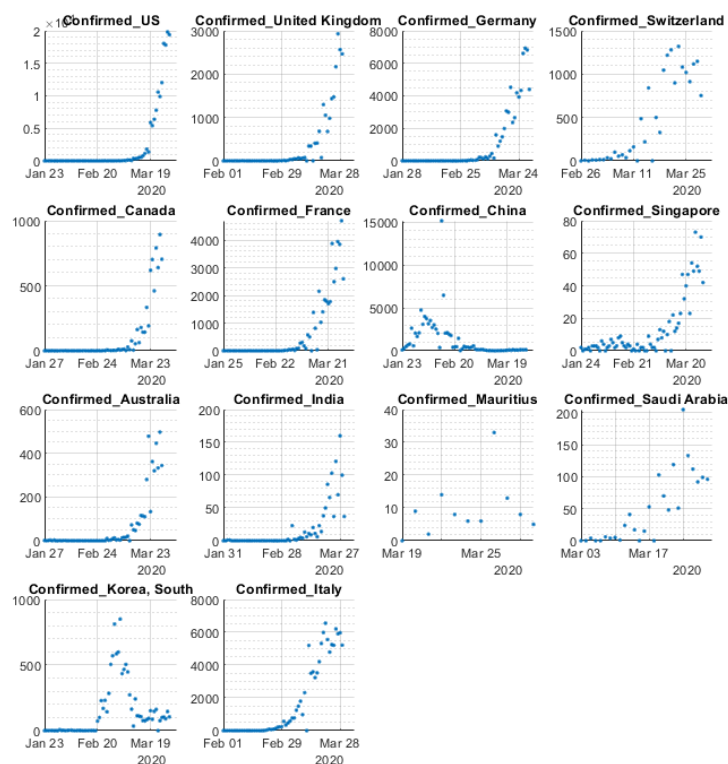 × 10
Confirmed_US
2
1.5
1
0.5
0
Jan 23 Feb 20 Mar 19
2020
Confirmed_United Kingdom
3000
2000
1000
0
Feb 01 Feb 29 Mar 28
2020
Confirmed_Germany
8000
6000
4000
2000
0
Jan 28 Feb 25 Mar 24
2020
Confirmed_Switzerland
1500
1000
500
0
Feb 26 Mar 11 Mar 25
2020
Confirmed_Canada
1000
500
0
Jan 27 Feb 24 Mar 23
2020
Confirmed_France
4000
3000
2000
1000
0
Jan 25 Feb 22 Mar 21
2020
Confirmed_China
15000
10000
5000
0
Jan 23 Feb 20 Mar 19
2020
Confirmed_Singapore
80
60
40
20
0
Jan 24 Feb 21 Mar 20
2020
Confirmed_Australia
600
400
200
0
Jan 27 Feb 24 Mar 23
2020
Confirmed_India
200
150
100
50
0
Jan 31 Feb 28 Mar 27
2020
Confirmed_Mauritius
40
30
20
10
0
Mar 19 Mar 25
2020
Confirmed_Saudi Arabia
200
150
100
50
0
Mar 03 Mar 17
2020
Confirmed_Korea, South
1000
500
0
Jan 23 Feb 20 Mar 19
2020
Confirmed_Italy
8000
6000
4000
2000
0
Feb 01 Feb 29 Mar 28
2020